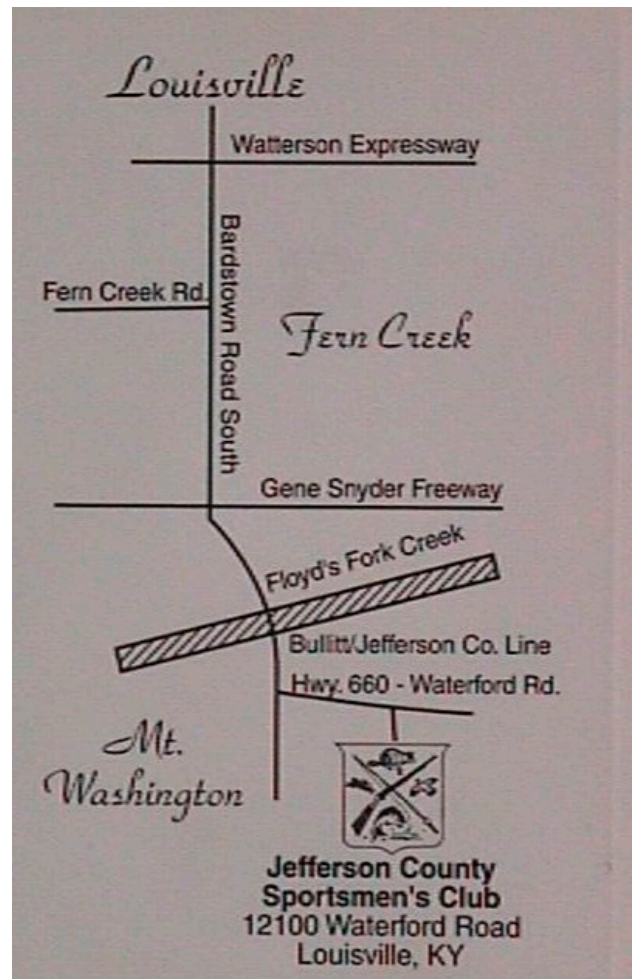 Louisville
Watterson Expressway
Bardstown Road South
Fern Creek Rd.
Fern Creek
Gene Snyder Freeway
Floyd's Fork Creek
Bullitt/Jefferson Co. Line
Hwy. 660 - Waterford Rd.
Mt.
Washington
Jefferson County
Sportsmen's Club
12100 Waterford Road
Louisville, KY